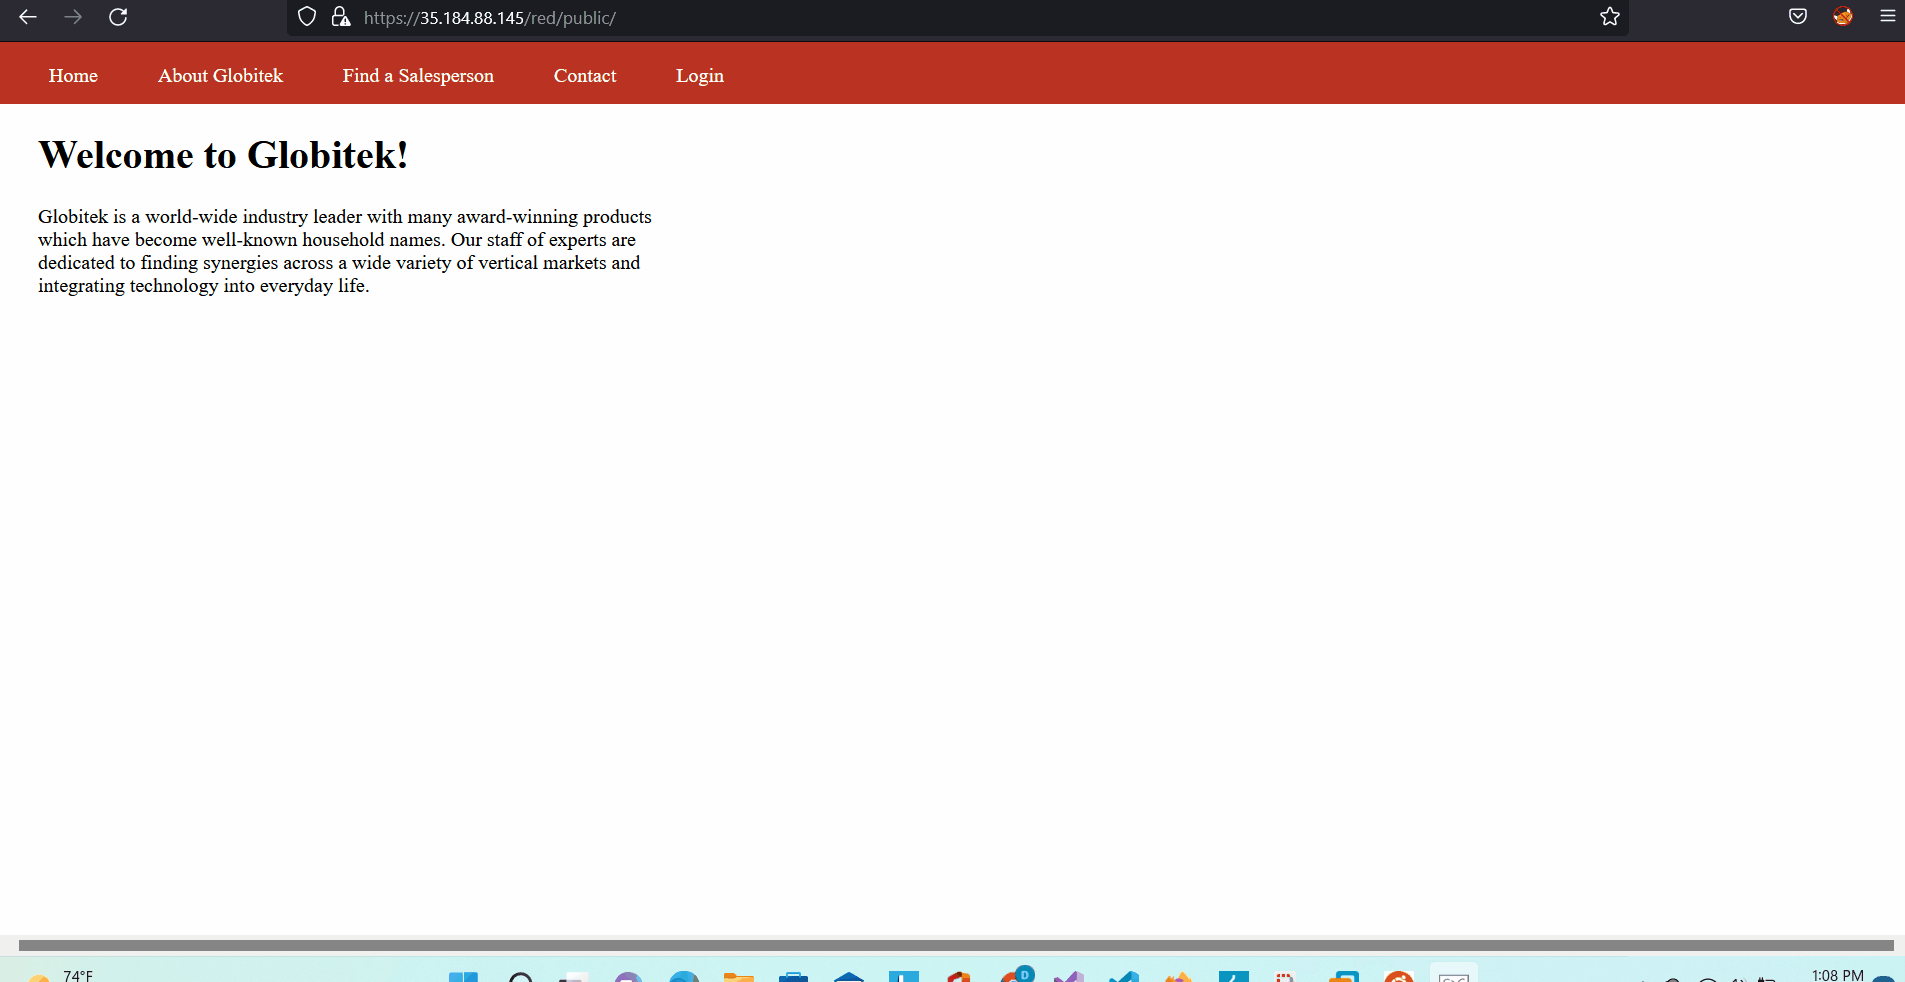 https://35.184.88.145/red/public/
Home About Globitek Find a Salesperson Contact Login
Welcome to Globitek!
Globitek is a world-wide industry leader with many award-winning products
which have become well-known household names. Our staff of experts are
dedicated to finding synergies across a wide variety of vertical markets and
integrating technology into everyday life.
74°F
D
1:08 PM